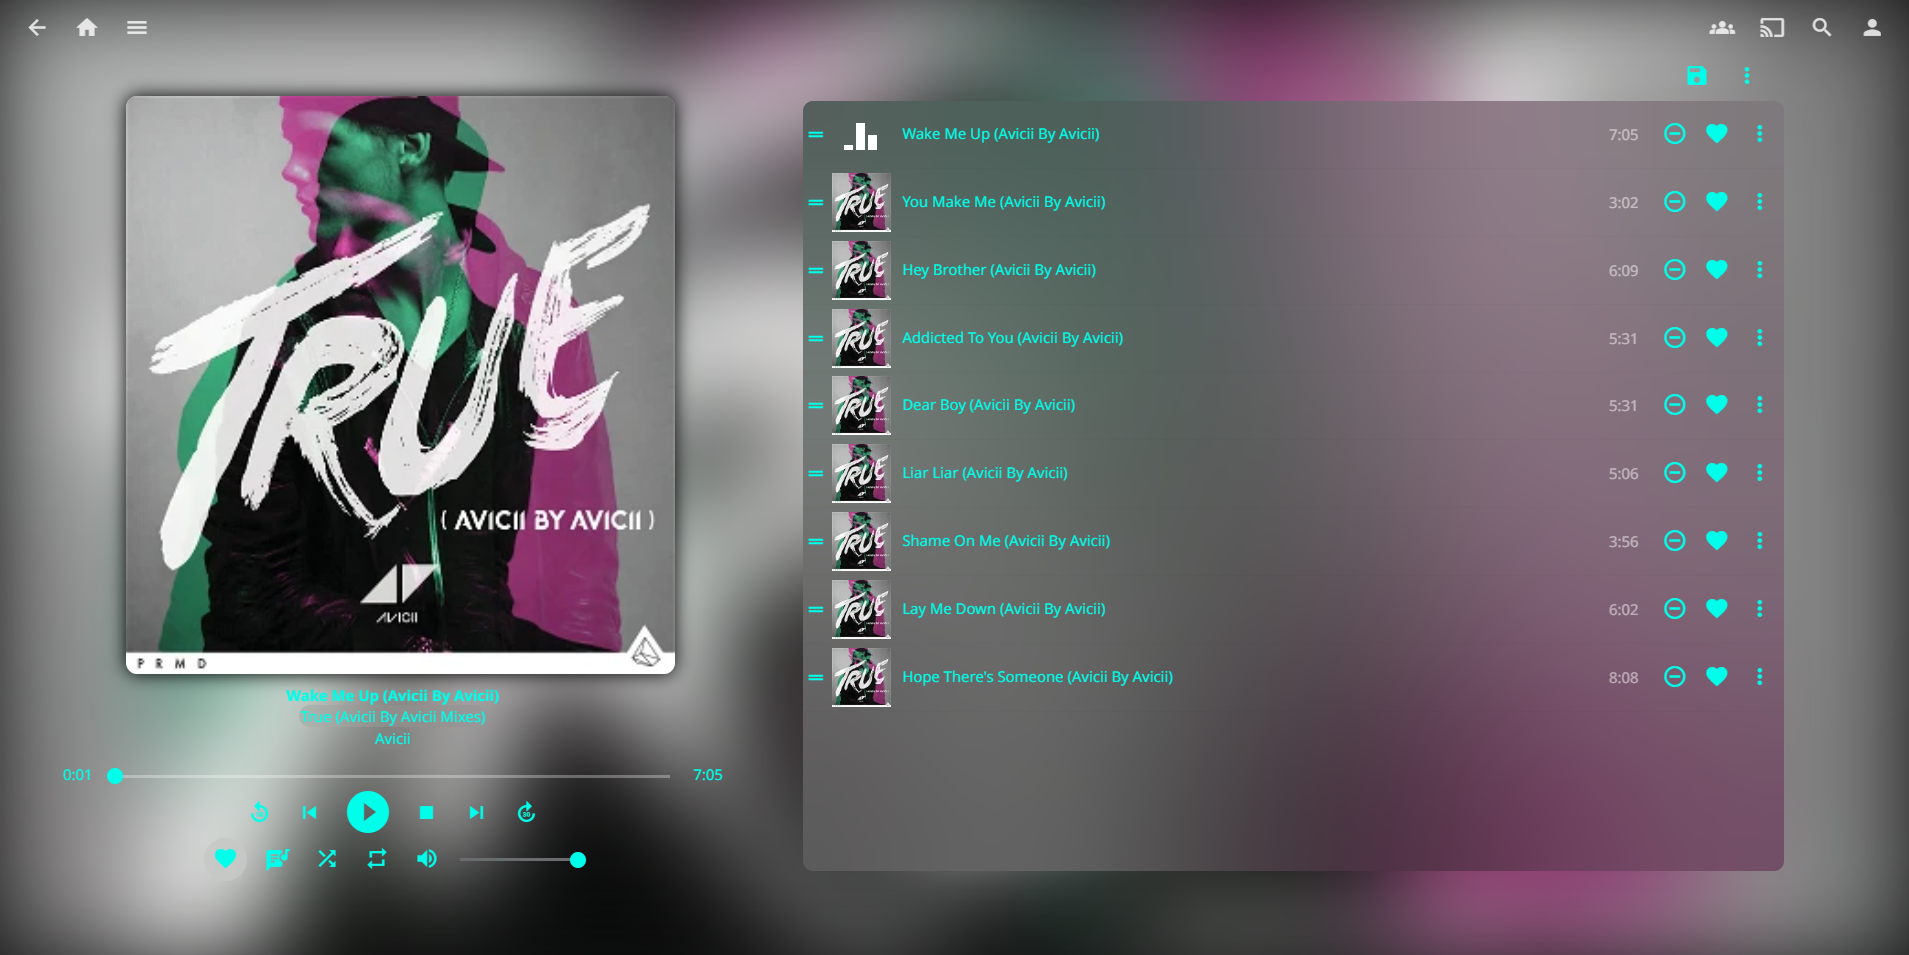 TRUE
( AVICII BY AVICII )
AVICII
PRMD
Wake Me Up (Avicii By Avicii)
True (Avicii By Avicii Mixes)
Avicii
0:01
7:05
30
Wake Me Up (Avicii By Avicii) 7:05
You Make Me (Avicii By Avicii) 3:02
Hey Brother (Avicii By Avicii) 6:09
Addicted To You (Avicii By Avicii) 5:31
Dear Boy (Avicii By Avicii) 5:31
Liar Liar (Avicii By Avicii) 5:06
Shame On Me (Avicii By Avicii) 3:56
Lay Me Down (Avicii By Avicii) 6:02
Hope There's Someone (Avicii By Avicii) 8:08